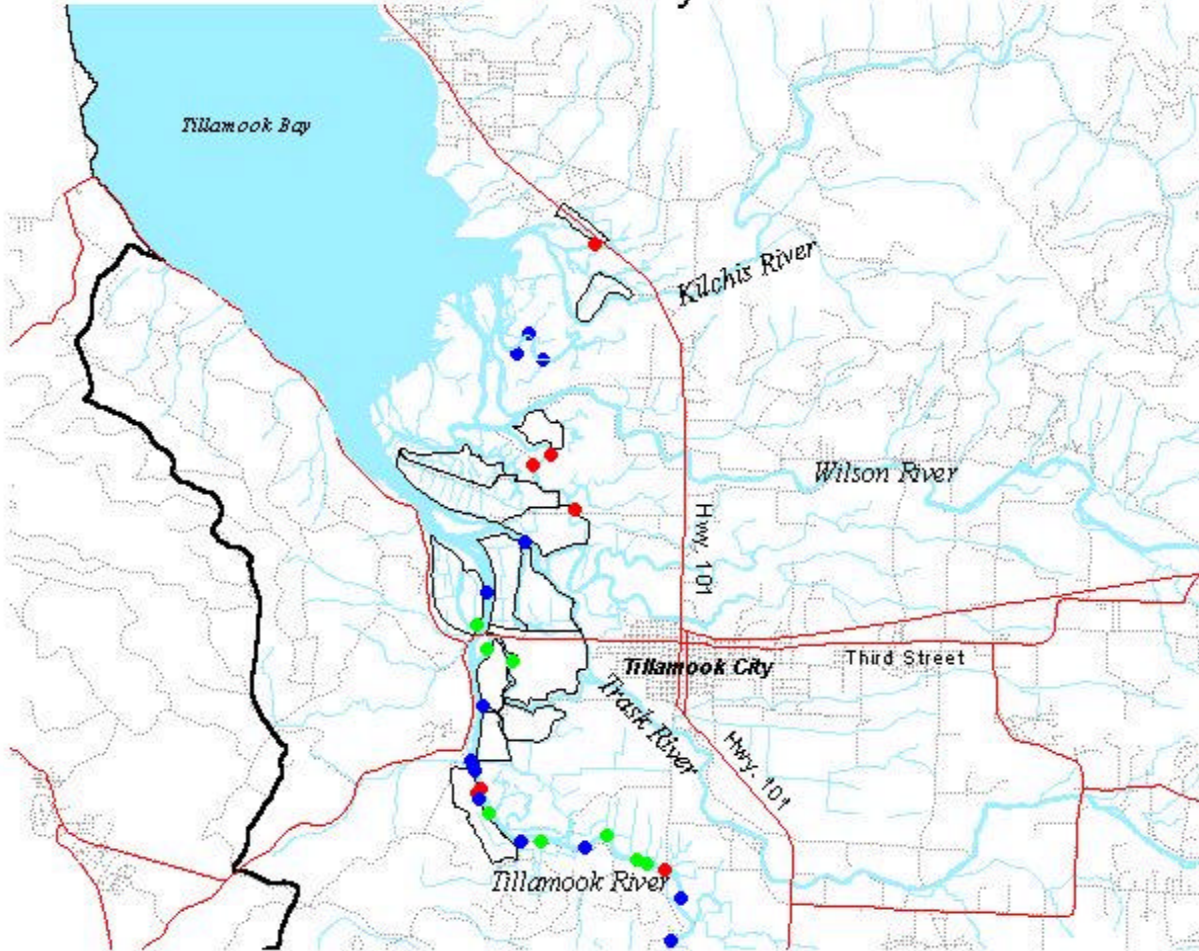 Tillamook Bay
Kilchis River
Wilson River
Hwy. 101
Tillamook City
Third Street
Trask River
Hwy. 101
Tillamook River